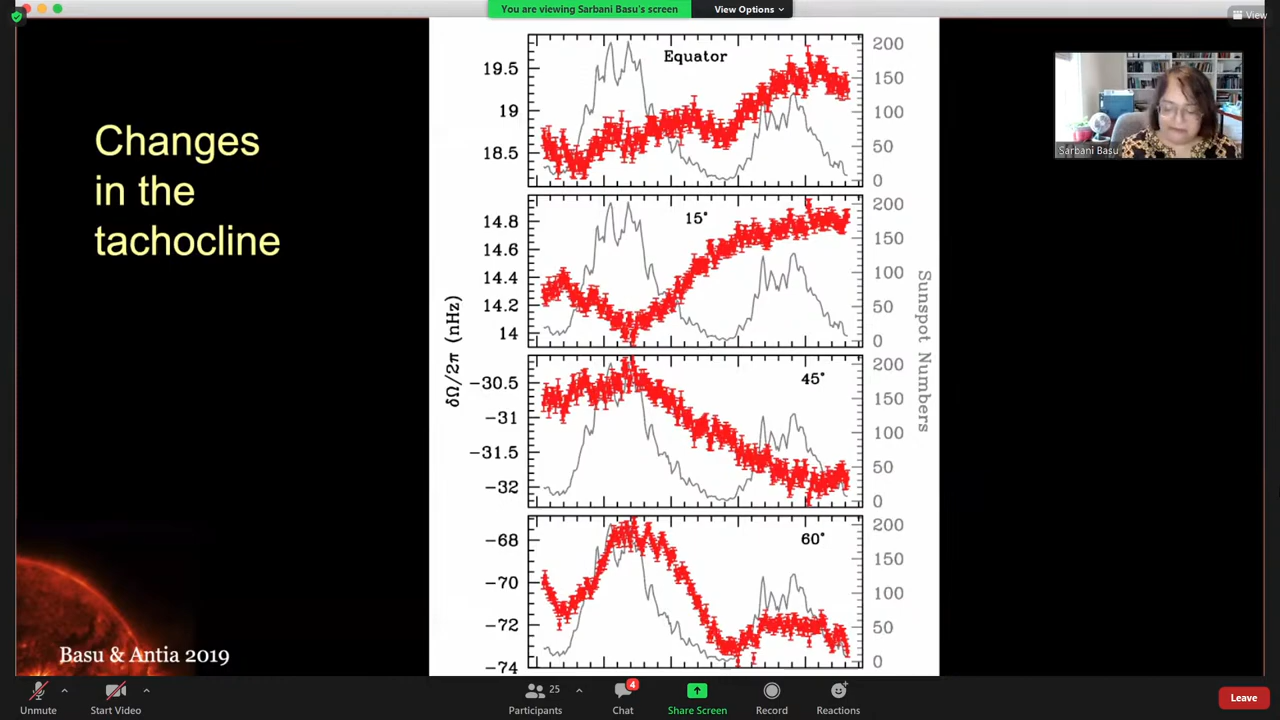 You are viewing Sarbani Basu's screen
View Options
View
Changes
in the
tachocline
Basu & Antia 2019
Equator
19.5
19
18.5
200
150
100
50
0
15°
14.8
14.6
14.4
14.2
14
200
150
100
50
0
45°
−30.5
−31
−31.5
−32
200
150
100
50
0
60°
−68
−70
−72
−74
200
150
100
50
0
δΩ/2π (nHz)
Sunspot Numbers
Sarbani Basu
Unmute
Start Video
Participants
25
Chat
4
Share Screen
Record
Reactions
Leave